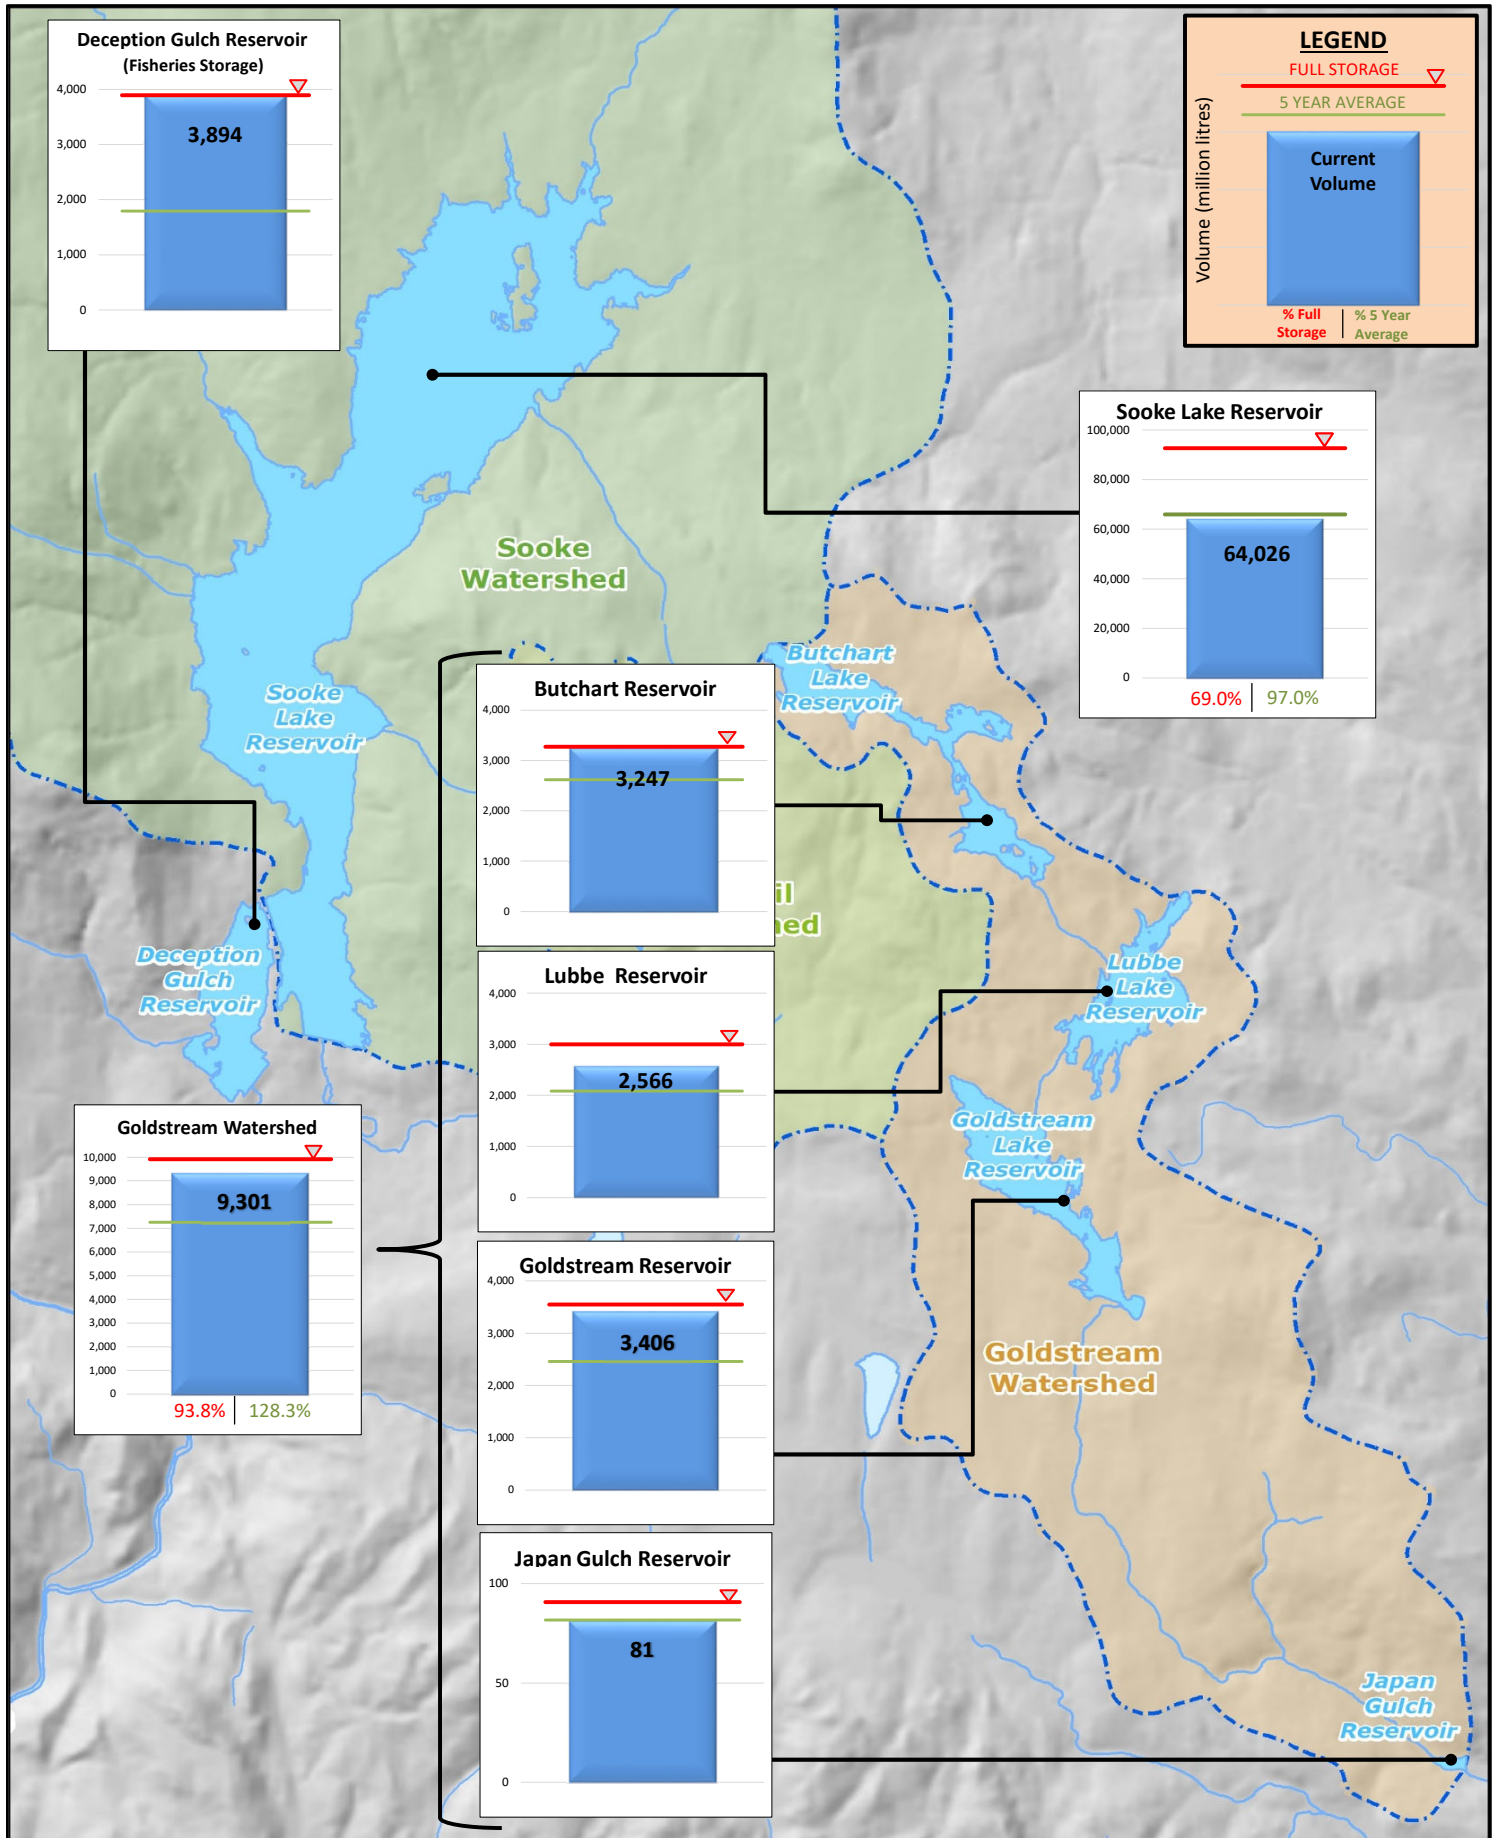 Deception Gulch Reservoir
(Fisheries Storage)
4,000
3,000
2,000
1,000
0
3,894
LEGEND
FULL STORAGE
5 YEAR AVERAGE
Volume (million litres)
Current
Volume
% Full
Storage
% 5 Year
Average
Sooke Lake Reservoir
100,000
80,000
60,000
40,000
20,000
0
64,026
69.0%
97.0%
Sooke
Watershed
Butchart
Lake
Reservoir
Sooke
Lake
Reservoir
Butchart Reservoir
4,000
3,000
2,000
1,000
0
3,247
il
ed
Deception
Gulch
Reservoir
Lubbe Reservoir
4,000
3,000
2,000
1,000
0
2,566
Lubbe
Lake
Reservoir
Goldstream Watershed
10,000
9,000
8,000
7,000
6,000
5,000
4,000
3,000
2,000
1,000
0
9,301
93.8%
128.3%
Goldstream
Lake
Reservoir
Goldstream Reservoir
4,000
3,000
2,000
1,000
0
3,406
Goldstream
Watershed
Japan Gulch Reservoir
100
50
0
81
Japan
Gulch
Reservoir